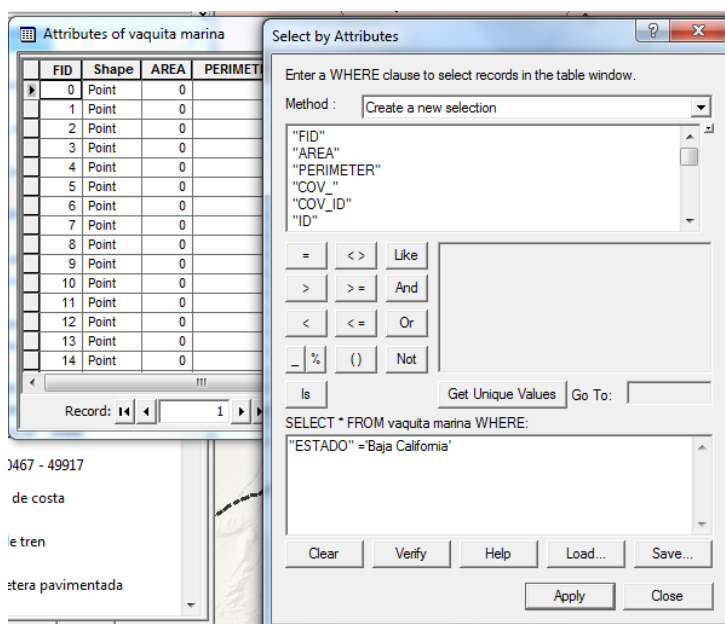 Attributes of vaquita marina
FID Shape AREA PERIMETI
0 Point 0
1 Point 0
2 Point 0
3 Point 0
4 Point 0
5 Point 0
6 Point 0
7 Point 0
8 Point 0
9 Point 0
10 Point 0
11 Point 0
12 Point 0
13 Point 0
14 Point 0
Record: 1
0467 - 49917
de costa
le tren
etera pavimentada
Select by Attributes
? X
Enter a WHERE clause to select records in the table window.
Method : Create a new selection
"FID"
"AREA"
"PERIMETER"
"COV_"
"COV_ID"
"ID"
= < > Like
> > = And
< < = Or
_ % ( ) Not
Is Get Unique Values Go To:
SELECT * FROM vaquita marina WHERE:
"ESTADO" ='Baja California'
Clear Verify Help Load... Save...
Apply Close